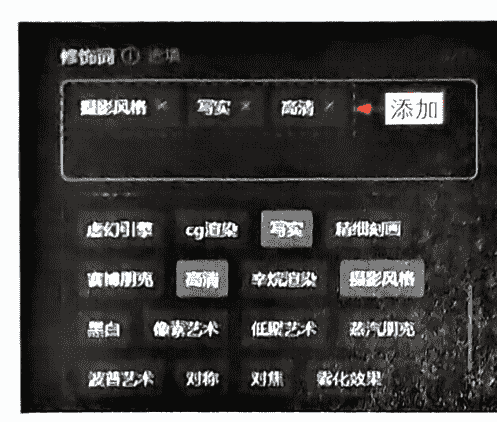 修饰词 ① 选填
摄影风格 × 写实 × 高清 × 添加
虚幻引擎 cg渲染 写实 精细刻画
赛博朋克 高清 辛烷渲染 摄影风格
黑白 像素艺术 低聚艺术 蒸汽朋克
波普艺术 对称 对焦 雾化效果